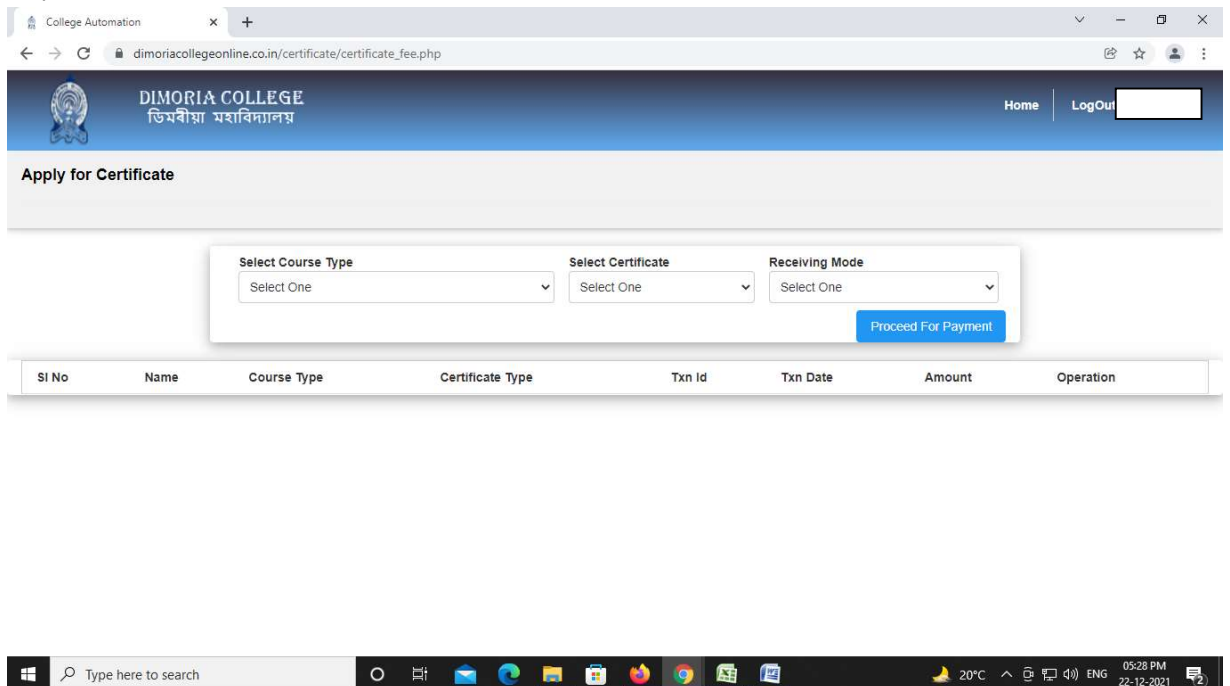 College Automation
dimoriacollegeonline.co.in/certificate/certificate_fee.php
DIMORIA COLLEGE
ডিমৰীয়া মহাবিদ্যালয়
Home LogOut
Apply for Certificate
Select Course Type Select Certificate Receiving Mode
Select One Select One Select One
Proceed For Payment
Sl No Name Course Type Certificate Type Txn Id Txn Date Amount Operation
Type here to search
20°C ENG 05:28 PM
22-12-2021 2